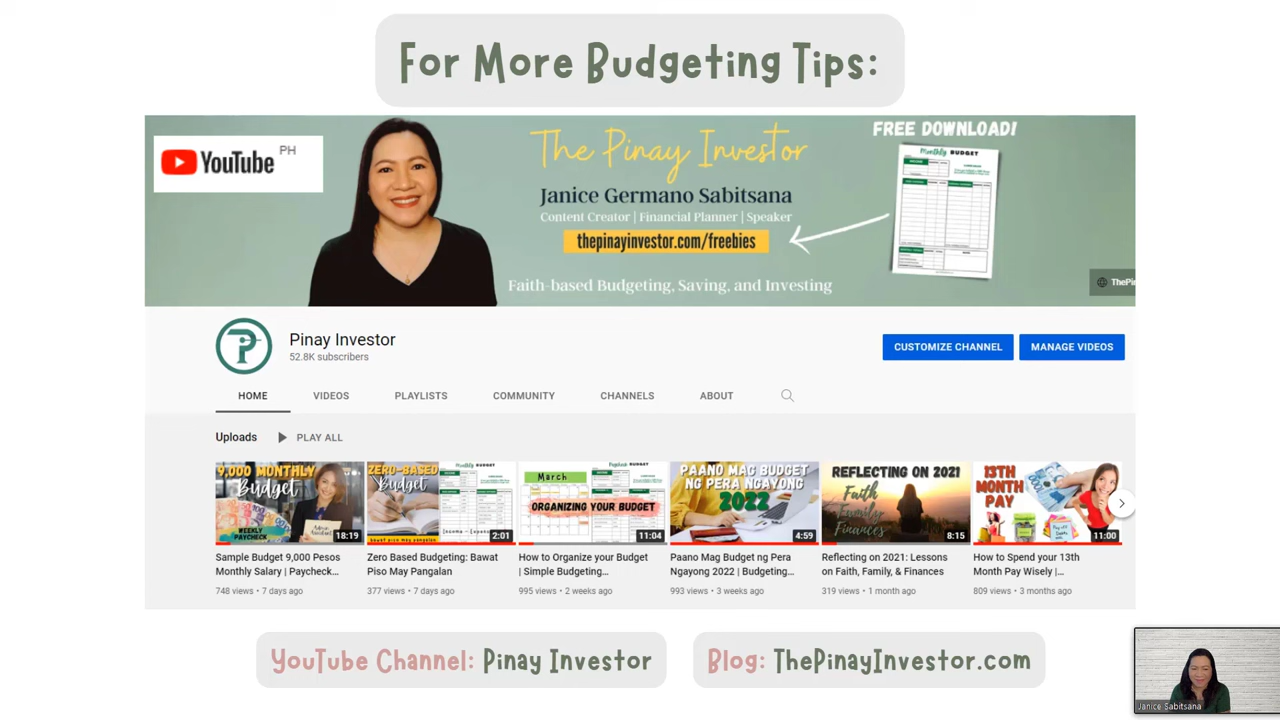 For More Budgeting Tips:
YouTube PH
The Pinay Investor
Janice Germano Sabitsana
Content Creator | Financial Planner | Speaker
thepinayinvestor.com/freebies
Faith-based Budgeting, Saving, and Investing
FREE DOWNLOAD!
Monthly BUDGET
Pinay Investor
52.8K subscribers
CUSTOMIZE CHANNEL
MANAGE VIDEOS
HOME VIDEOS PLAYLISTS COMMUNITY CHANNELS ABOUT
Uploads PLAY ALL
9,000 MONTHLY
Budget
WEEKLY
PAYCHECK
18:19
ZERO-BASED
Budget
Monthly BUDGET
2:01
March
ORGANIZING YOUR BUDGET
11:04
PAANO MAG BUDGET
NG PERA NGAYONG
2022
4:59
REFLECTING ON 2021
Faith
Finances
8:15
13TH
MONTH
PAY
11:00
Sample Budget 9,000 Pesos
Monthly Salary | Paycheck...
748 views • 7 days ago
Zero Based Budgeting: Bawat
Piso May Pangalan
377 views • 7 days ago
How to Organize your Budget
| Simple Budgeting...
995 views • 2 weeks ago
Paano Mag Budget ng Pera
Ngayong 2022 | Budgeting...
993 views • 3 weeks ago
Reflecting on 2021: Lessons
on Faith, Family, & Finances
319 views • 1 month ago
How to Spend your 13th
Month Pay Wisely |...
809 views • 3 months ago
YouTube Channel: Pinay Investor
Blog: ThePinayInvestor.com
Janice Sabitsana